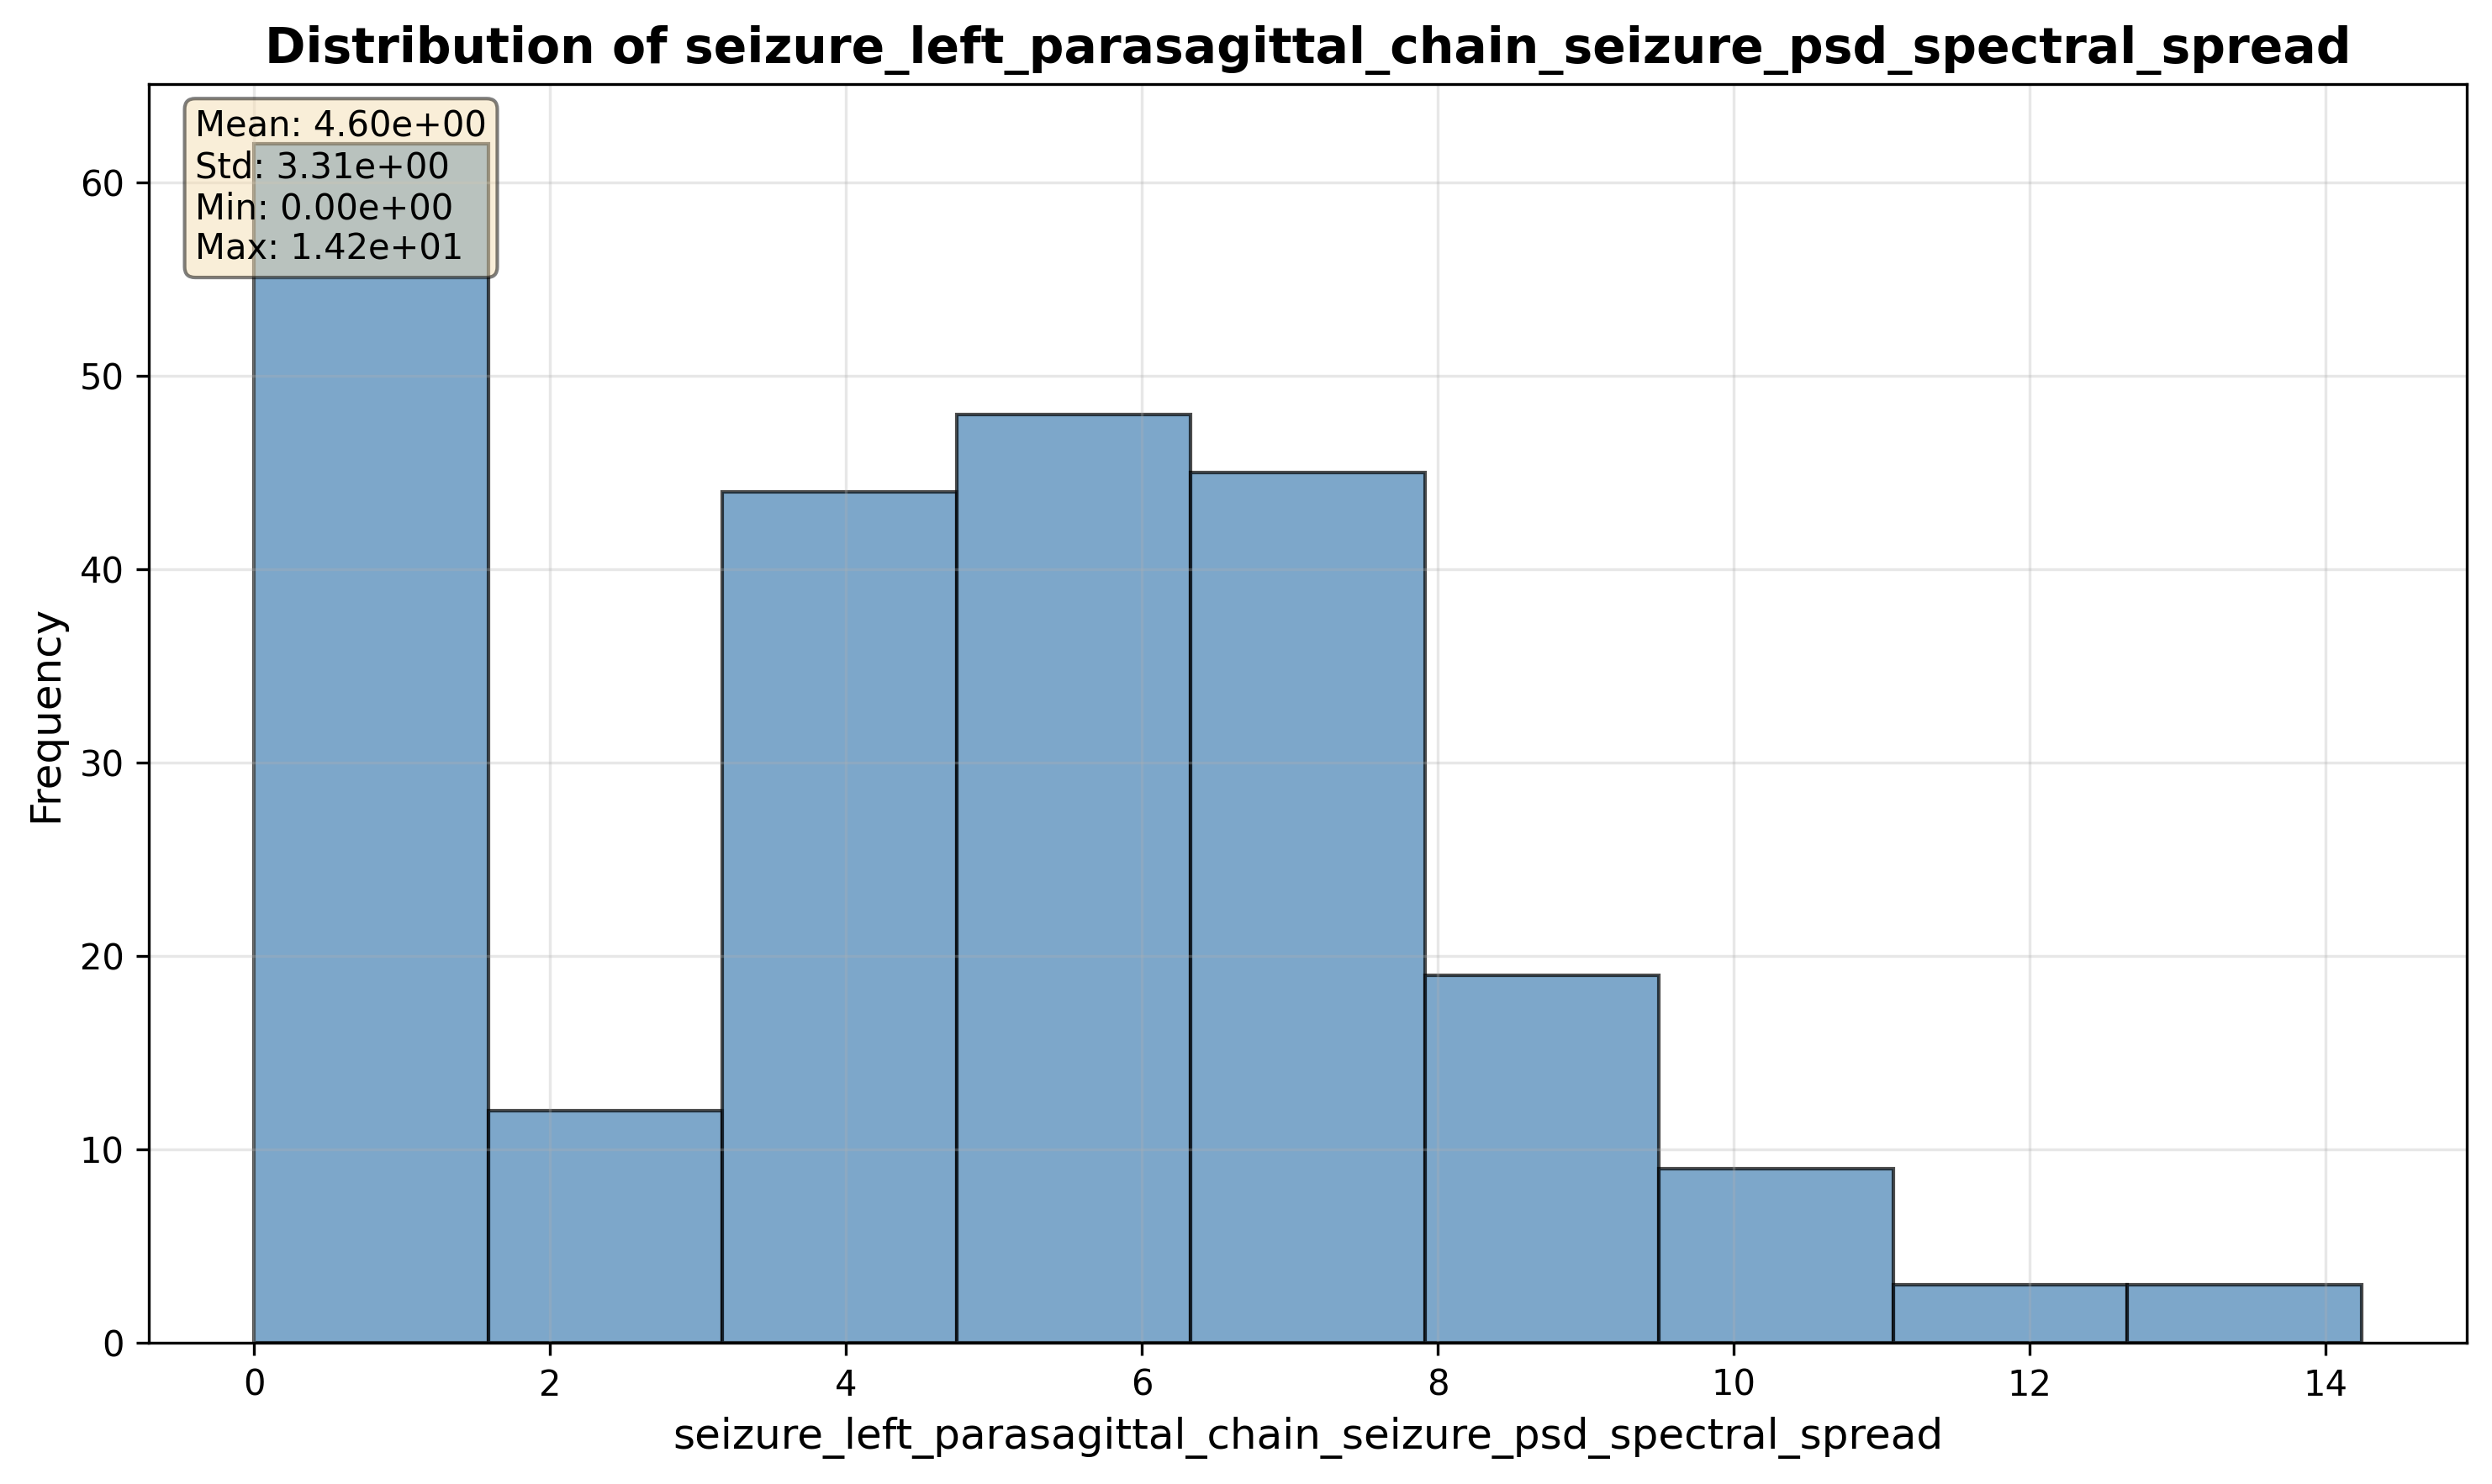 Distribution of seizure_left_parasagittal_chain_seizure_psd_spectral_spread
Mean: 4.60e+00
Std: 3.31e+00
Min: 0.00e+00
Max: 1.42e+01
60
50
40
30
20
10
0
Frequency
0 2 4 6 8 10 12 14
seizure_left_parasagittal_chain_seizure_psd_spectral_spread